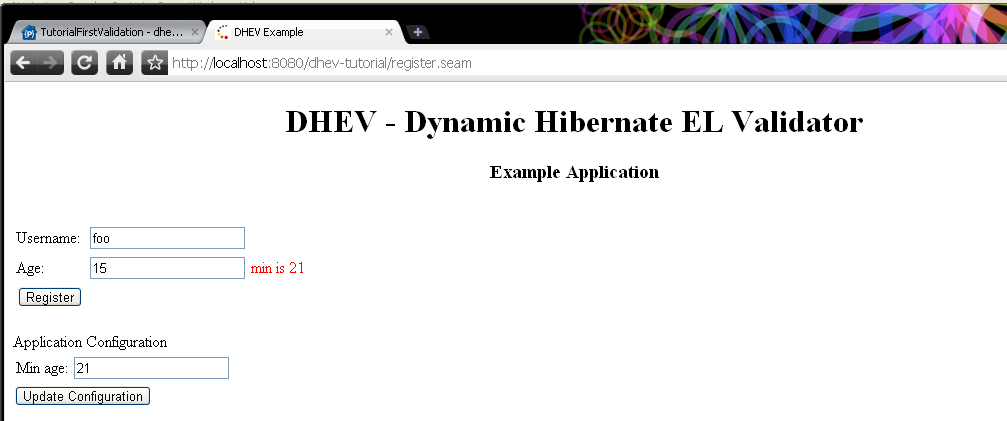 TutorialFirstValidation - dhe...
DHEV Example
http://localhost:8080/dhev-tutorial/register.seam
DHEV - Dynamic Hibernate EL Validator
Example Application
Username: foo
Age: 15 min is 21
Register
Application Configuration
Min age: 21
Update Configuration